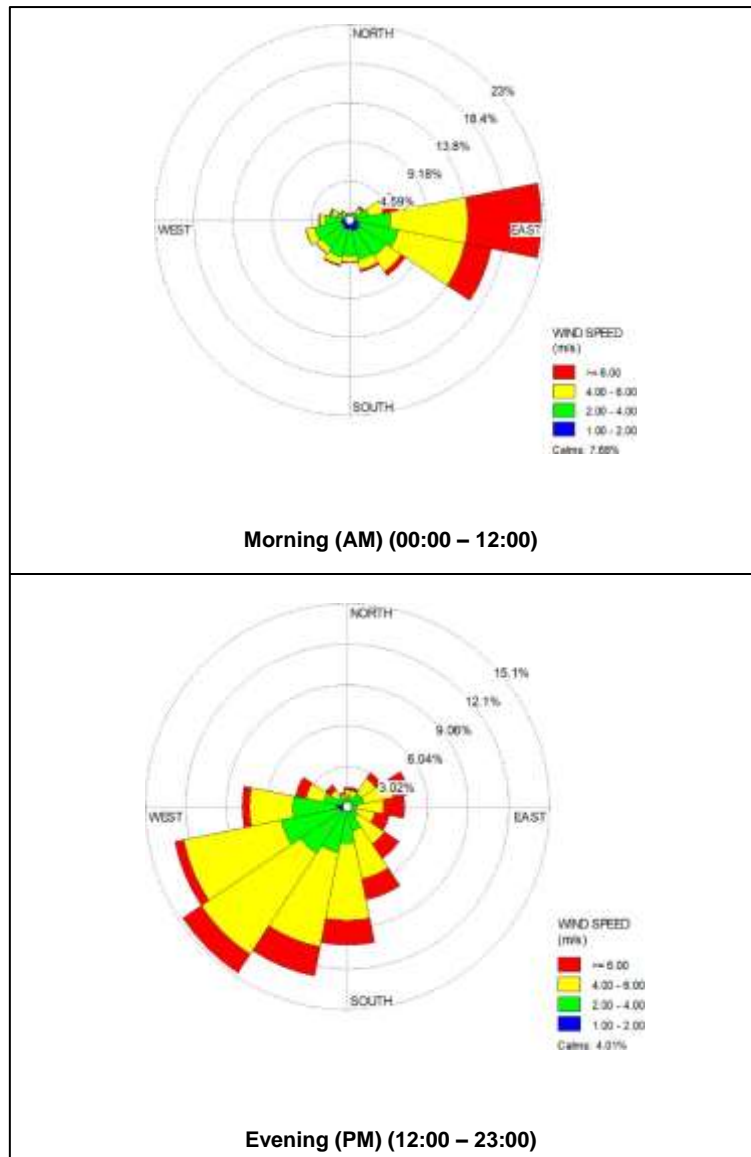 NORTH
23%
18.4%
13.8%
9.18%
4.59%
WEST
EAST
SOUTH
WIND SPEED
(m/s)
>= 6.00
4.00 - 6.00
2.00 - 4.00
1.00 - 2.00
Calms: 7.68%
Morning (AM) (00:00 – 12:00)
NORTH
15.1%
12.1%
9.06%
6.04%
3.02%
WEST
EAST
SOUTH
WIND SPEED
(m/s)
>= 6.00
4.00 - 6.00
2.00 - 4.00
1.00 - 2.00
Calms: 4.01%
Evening (PM) (12:00 – 23:00)